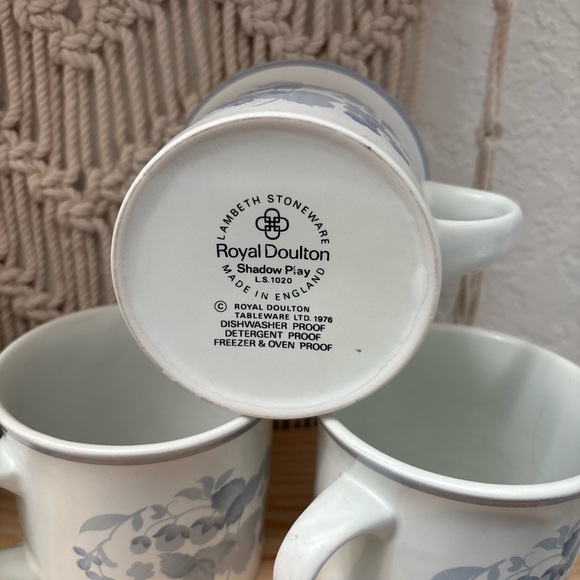 LAMBETH STONEWARE
Royal Doulton
Shadow Play
L.S.1020
MADE IN ENGLAND
© ROYAL DOULTON
TABLEWARE LTD. 1976
DISHWASHER PROOF
DETERGENT PROOF
FREEZER & OVEN PROOF